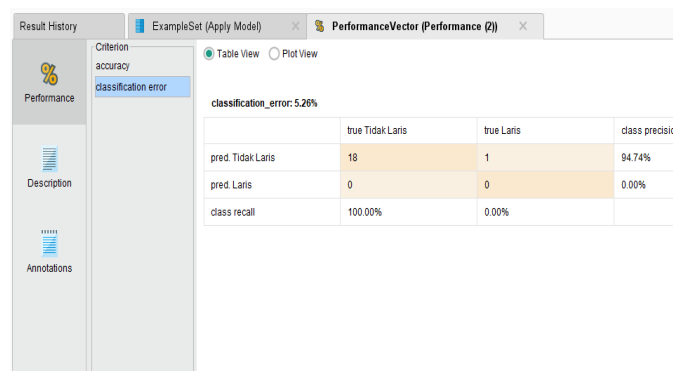 Result History
ExampleSet (Apply Model)
PerformanceVector (Performance (2))
Performance
Description
Annotations
Criterion
accuracy
classification error
Table View Plot View
classification_error: 5.26%
true Tidak Laris true Laris class precisio
pred. Tidak Laris 18 1 94.74%
pred. Laris 0 0 0.00%
class recall 100.00% 0.00%